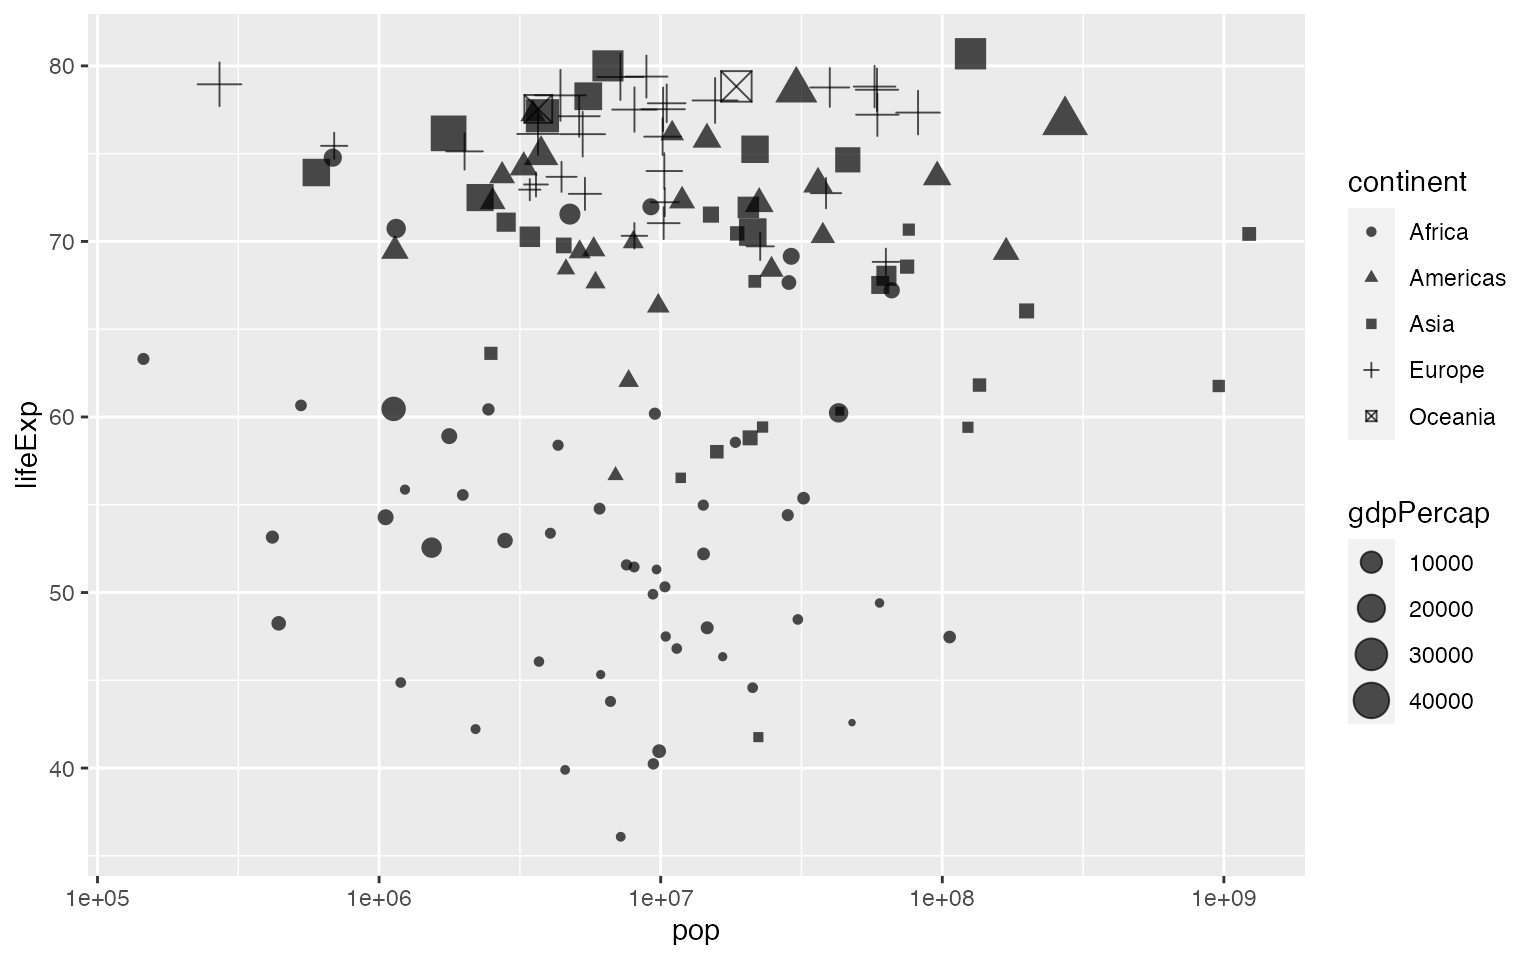 80
70
60
50
40
lifeExp
1e+05 1e+06 1e+07 1e+08 1e+09
pop
continent
Africa
Americas
Asia
Europe
Oceania
gdpPercap
10000
20000
30000
40000